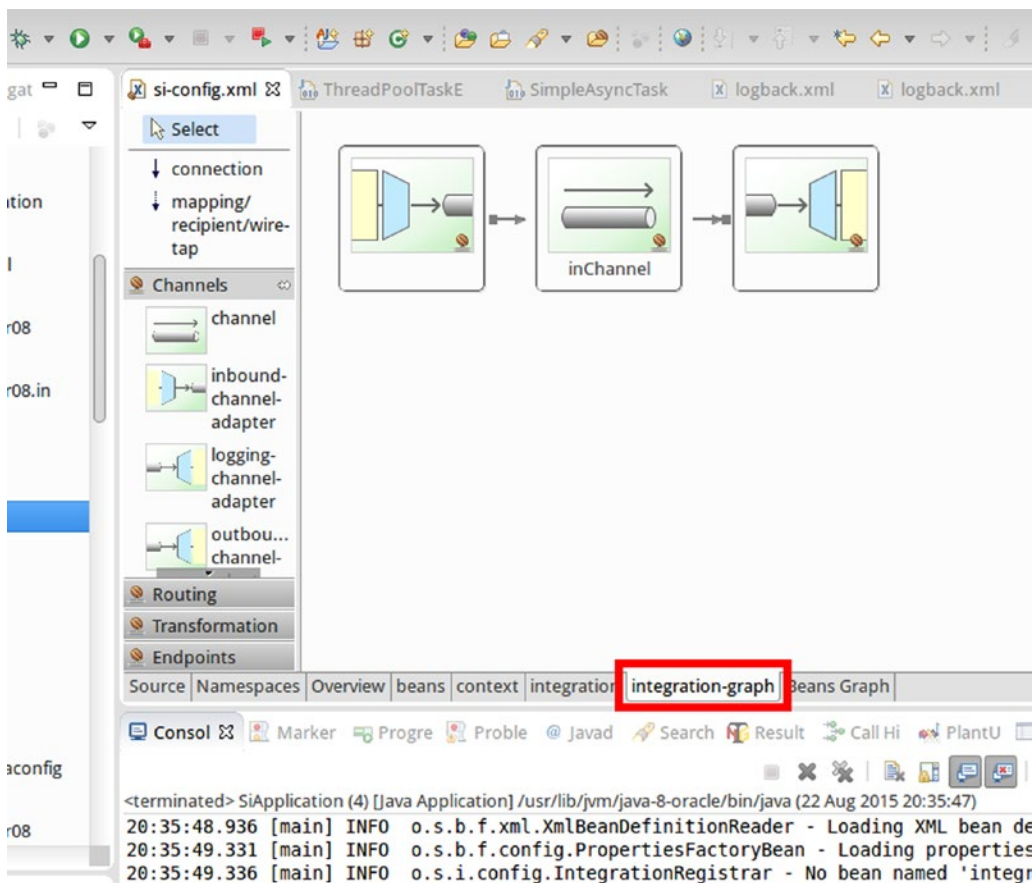 gat
si-config.xml
ThreadPoolTaskE
SimpleAsyncTask
logback.xml
logback.xml
ation
l
r08
r08.in
aconfig
r08
Select
connection
mapping/
recipient/wire-
tap
Channels
channel
inbound-
channel-
adapter
logging-
channel-
adapter
outbou...
channel-
Routing
Transformation
Endpoints
inChannel
Source Namespaces Overview beans context integration integration-graph Beans Graph
Consol Marker Progre Proble @ Javad Search Result Call Hi PlantU
<terminated> SiApplication (4) [Java Application] /usr/lib/jvm/java-8-oracle/bin/java (22 Aug 2015 20:35:47)
20:35:48.936 [main] INFO o.s.b.f.xml.XmlBeanDefinitionReader - Loading XML bean de
20:35:49.331 [main] INFO o.s.b.f.config.PropertiesFactoryBean - Loading properties
20:35:49.336 [main] INFO o.s.i.config.IntegrationRegistrar - No bean named 'integr